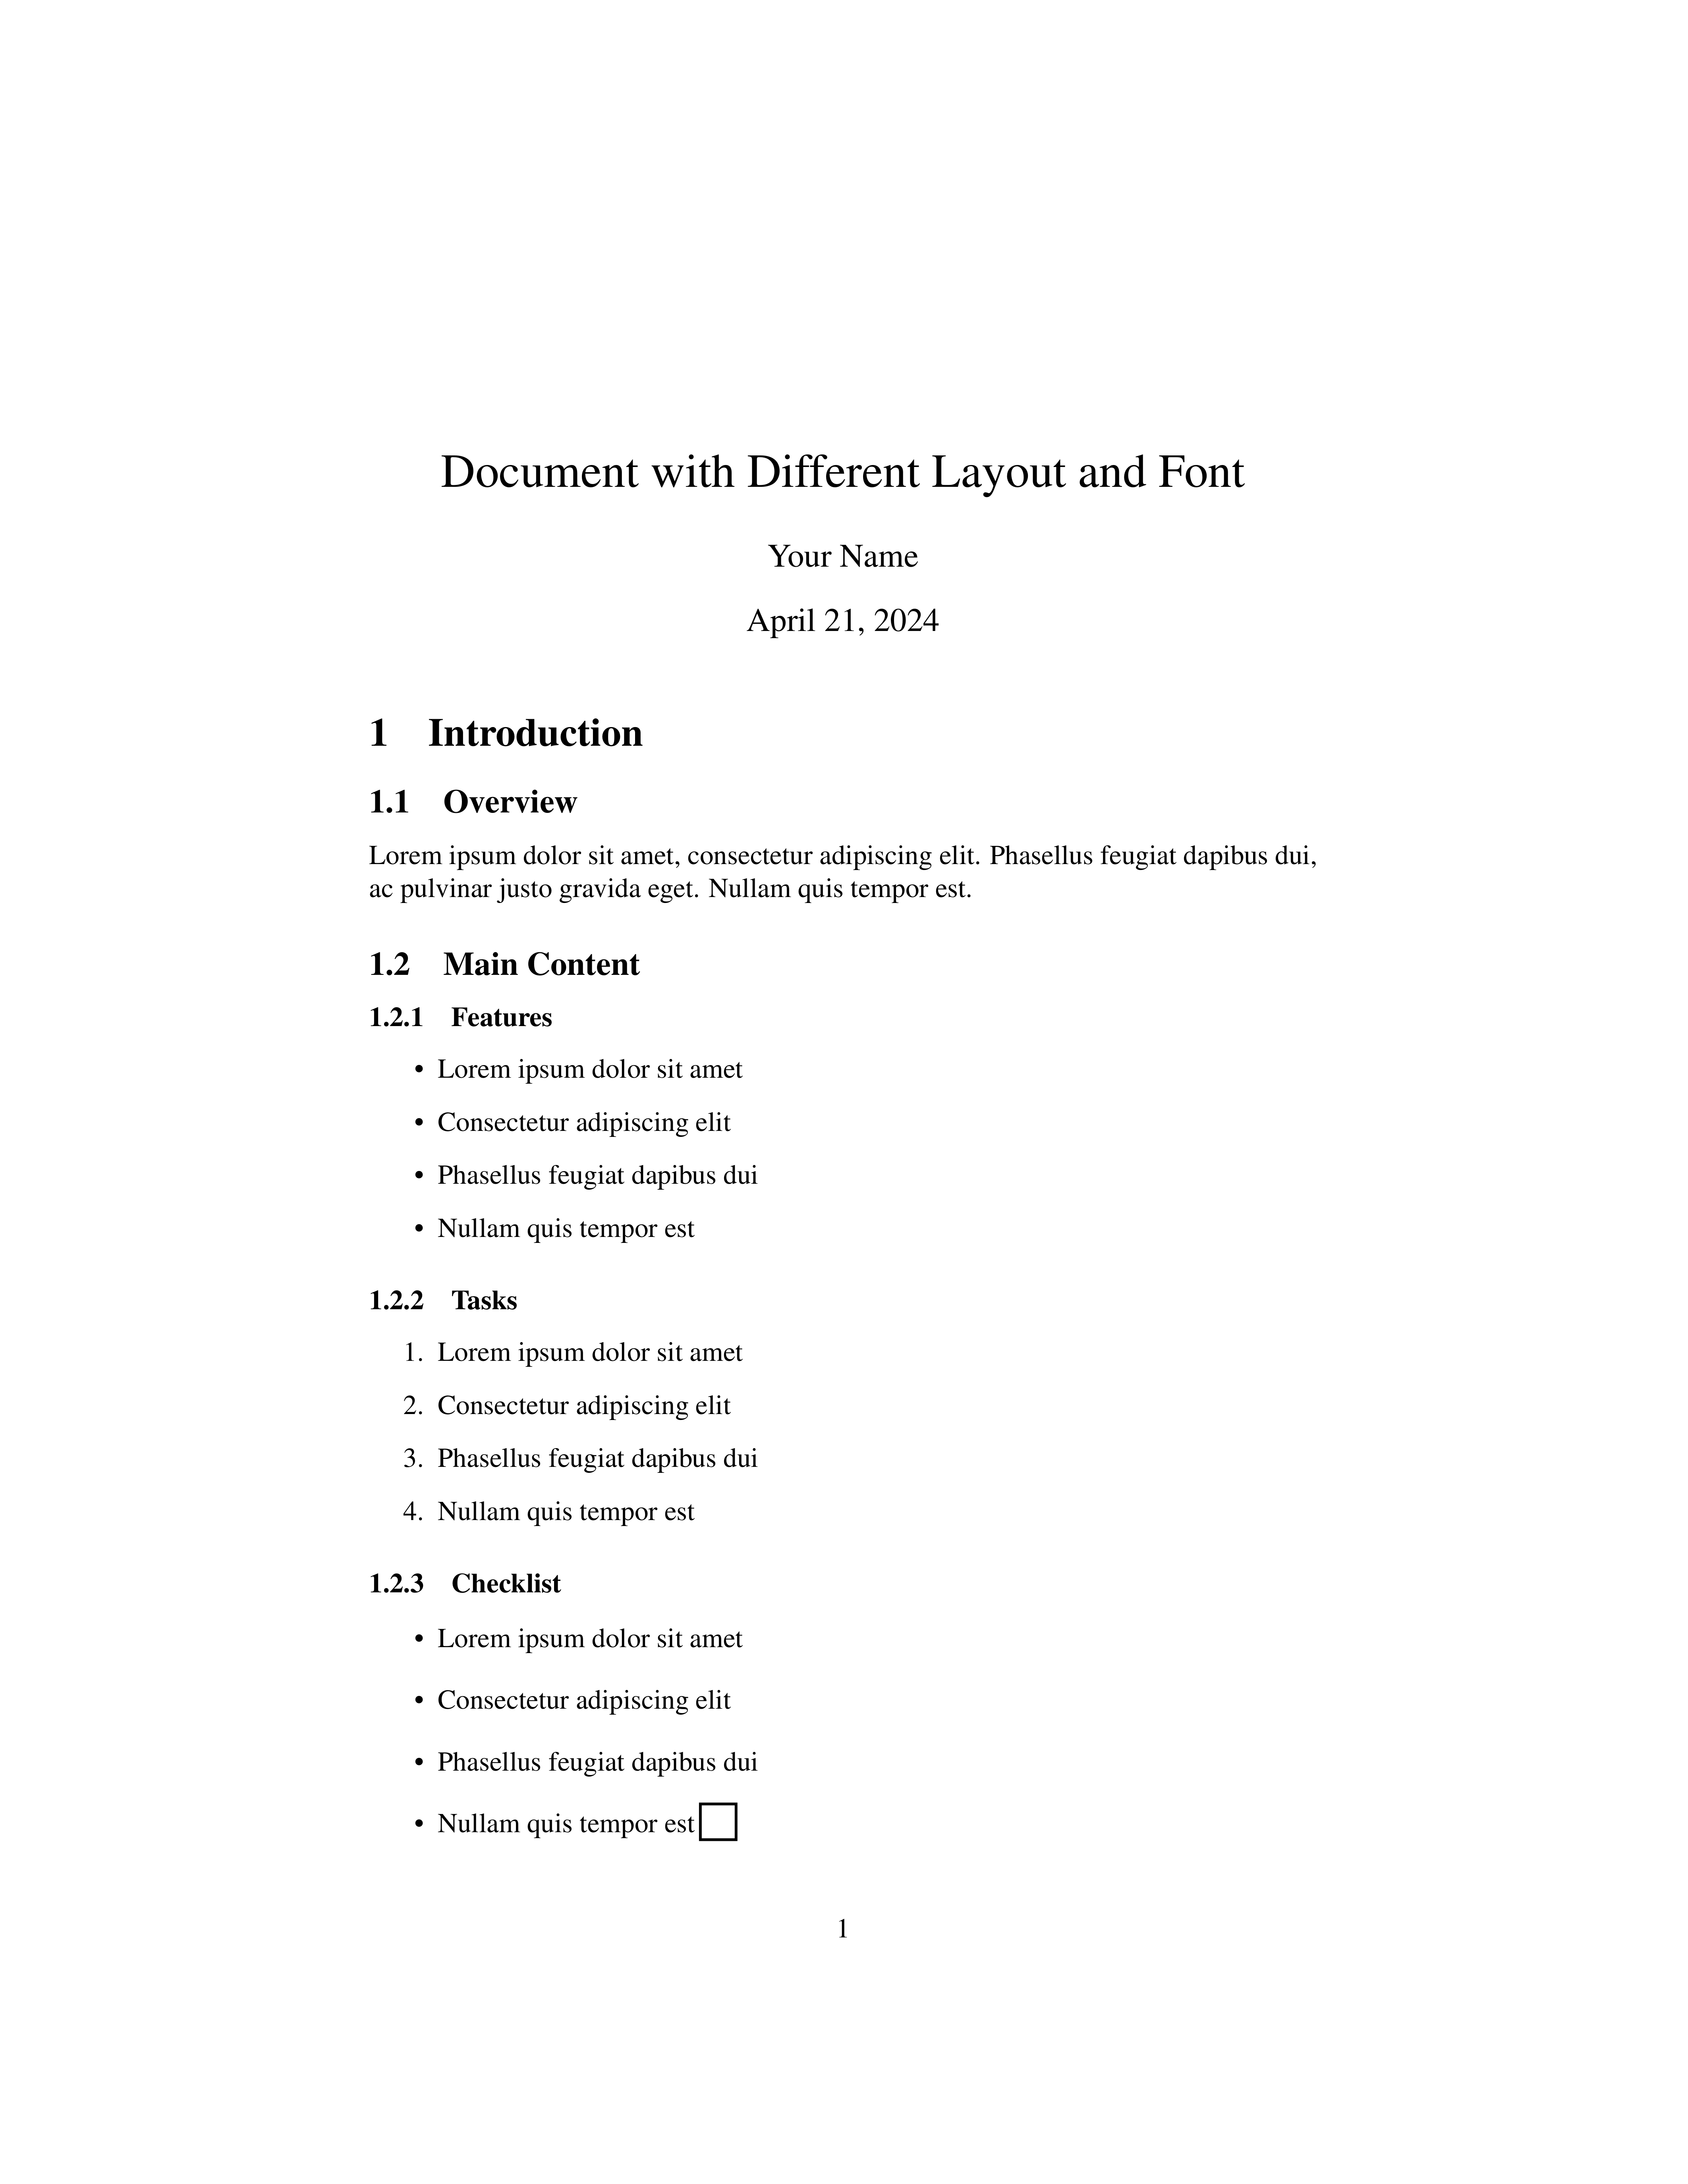 Document with Different Layout and Font
Your Name
April 21, 2024
1 Introduction
1.1 Overview
Lorem ipsum dolor sit amet, consectetur adipiscing elit. Phasellus feugiat dapibus dui,
ac pulvinar justo gravida eget. Nullam quis tempor est.
1.2 Main Content
1.2.1 Features
• Lorem ipsum dolor sit amet
• Consectetur adipiscing elit
• Phasellus feugiat dapibus dui
• Nullam quis tempor est
1.2.2 Tasks
1. Lorem ipsum dolor sit amet
2. Consectetur adipiscing elit
3. Phasellus feugiat dapibus dui
4. Nullam quis tempor est
1.2.3 Checklist
• Lorem ipsum dolor sit amet
• Consectetur adipiscing elit
• Phasellus feugiat dapibus dui
• Nullam quis tempor est
1